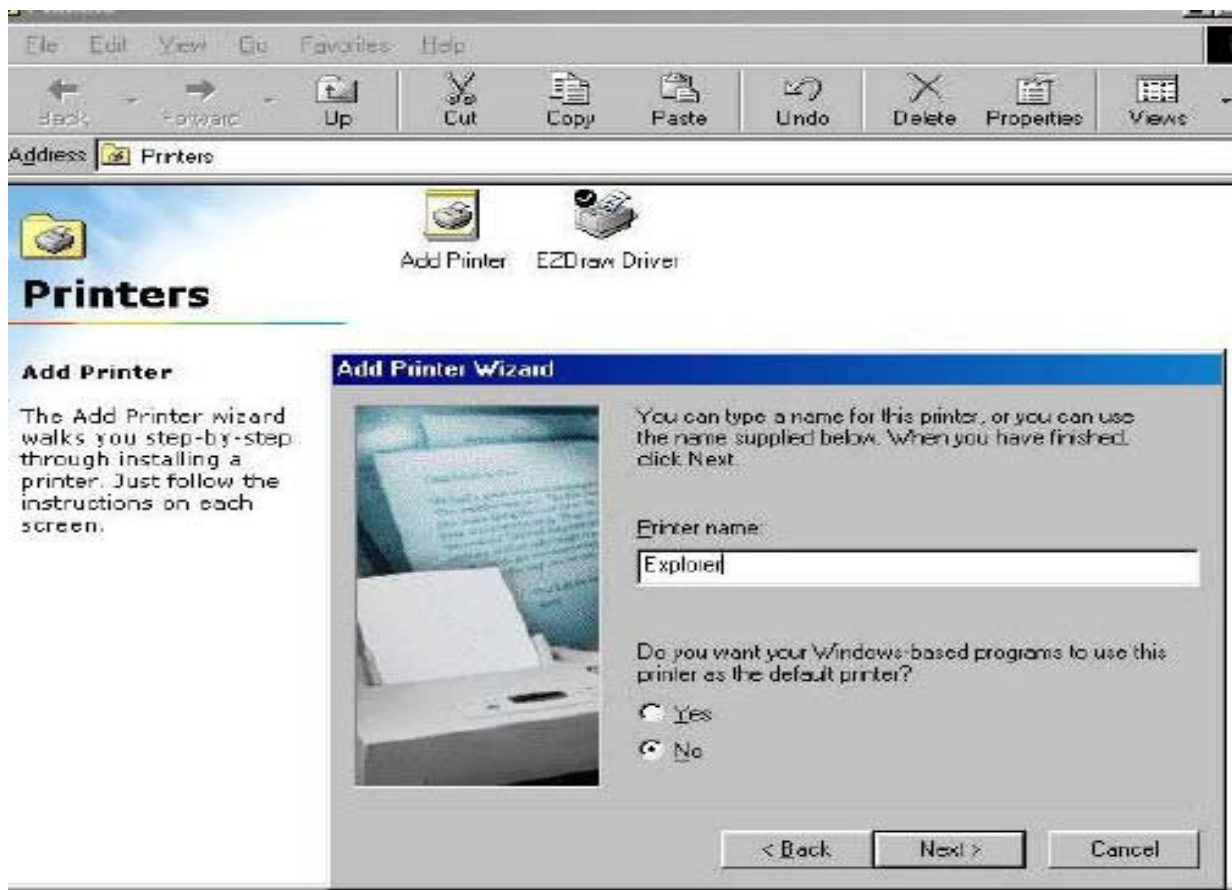 File Edit View Go Favorites Help
Back Forward Up Cut Copy Paste Undo Delete Properties Views
Address Printers
Add Printer EZDraw Driver
Printers
Add Printer
The Add Printer wizard
walks you step-by-step
through installing a
printer. Just follow the
instructions on each
screen.
Add Printer Wizard
You can type a name for this printer, or you can use
the name supplied below. When you have finished,
click Next.
Printer name:
Explorer
Do you want your Windows-based programs to use this
printer as the default printer?
Yes
No
< Back Next > Cancel